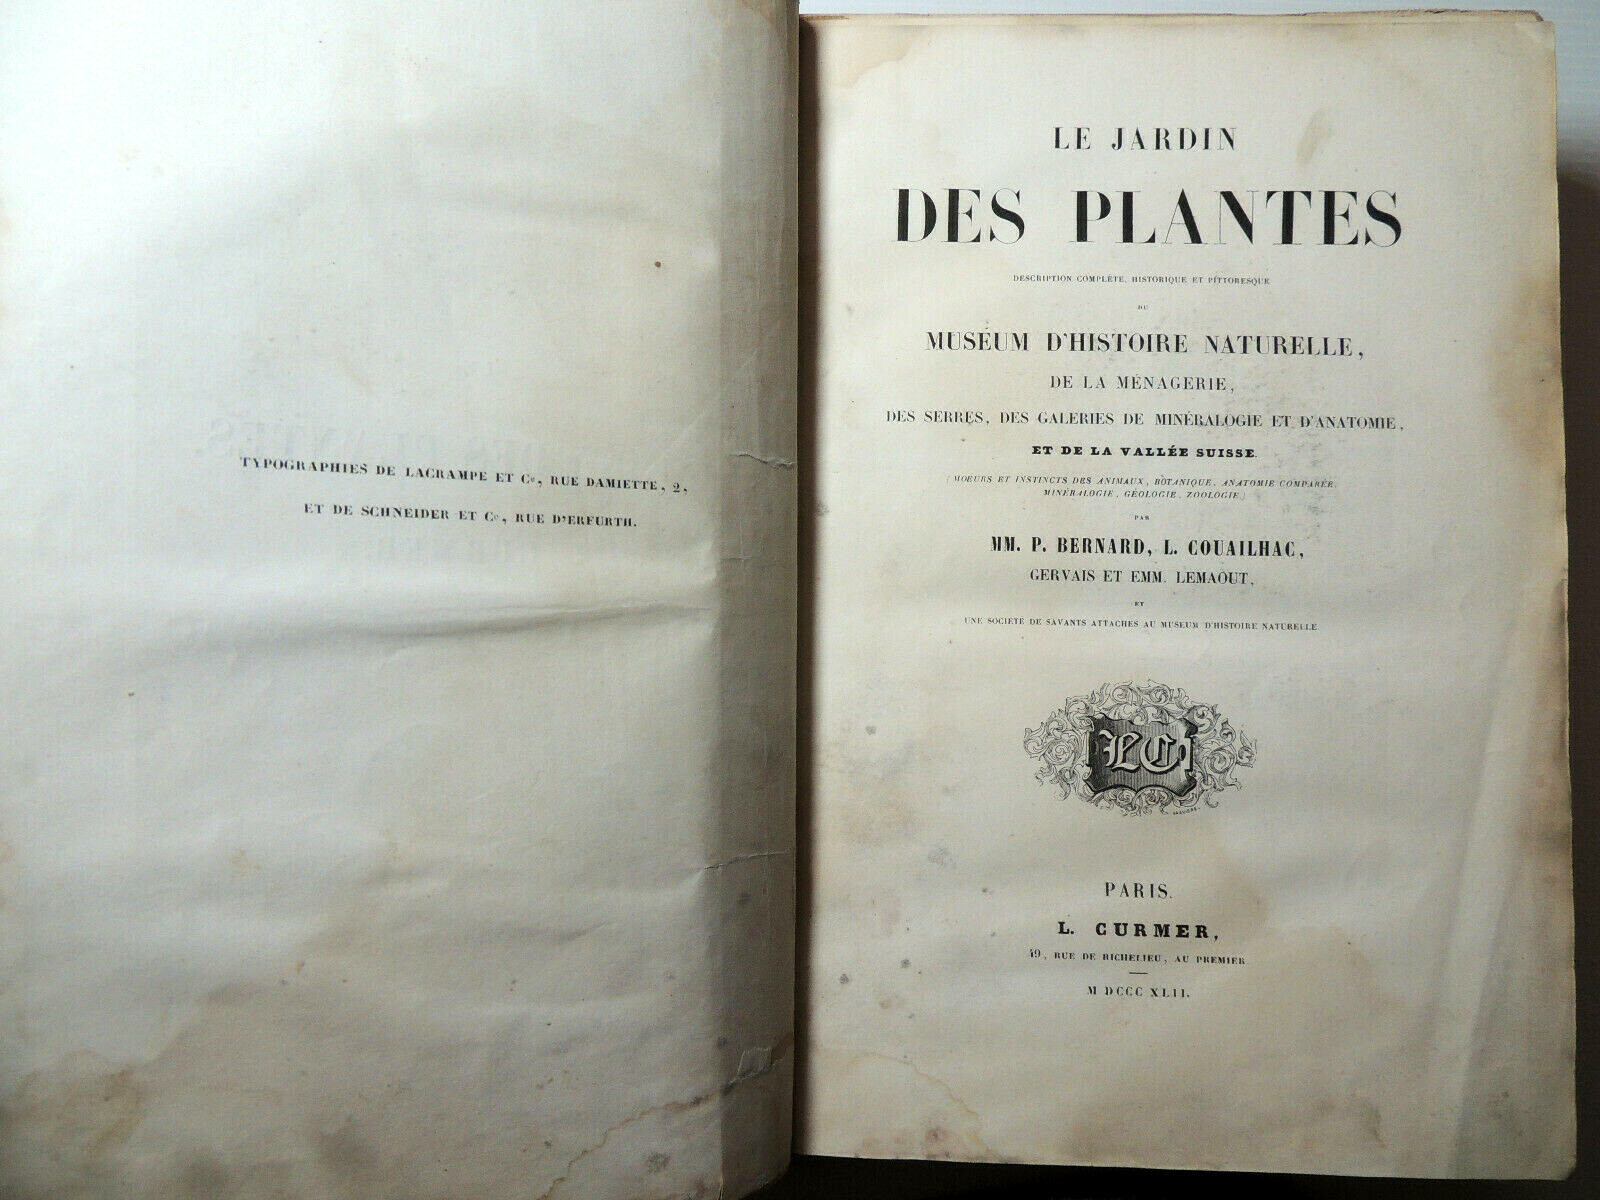 TYPOGRAPHIES DE LACRAMPE ET Cie, RUE DAMIETTE, 2,
ET DE SCHNEIDER ET Cie, RUE D'ERFURTH.
LE JARDIN
DES PLANTES
DESCRIPTION COMPLÈTE, HISTORIQUE ET PITTORESQUE
DU
MUSÉUM D'HISTOIRE NATURELLE,
DE LA MÉNAGERIE,
DES SERRES, DES GALERIES DE MINÉRALOGIE ET D'ANATOMIE,
ET DE LA VALLÉE SUISSE.
(MOEURS ET INSTINCTS DES ANIMAUX, BOTANIQUE, ANATOMIE COMPARÉE,
MINÉRALOGIE, GÉOLOGIE, ZOOLOGIE)
PAR
MM. P. BERNARD, L. COUAILHAC,
GERVAIS ET EMM. LEMAOUT,
ET
UNE SOCIÉTÉ DE SAVANTS ATTACHÉS AU MUSÉUM D'HISTOIRE NATURELLE
LC
PARIS.
L. CURMER,
49, RUE DE RICHELIEU, AU PREMIER
M DCCC XLII.